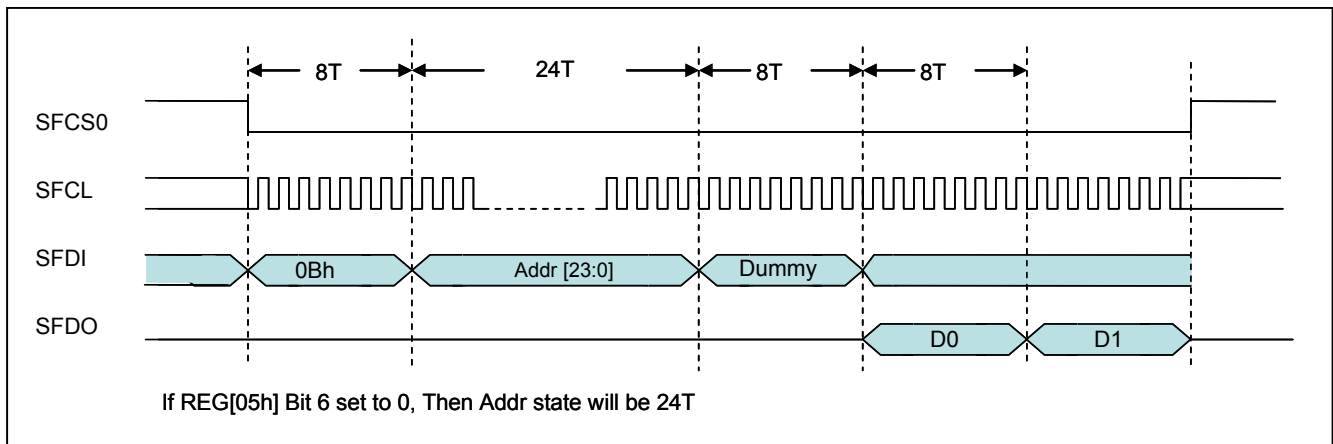 8T 24T 8T 8T
SFCS0
SFCL
SFDI 0Bh Addr [23:0] Dummy
SFDO D0 D1
If REG[05h] Bit 6 set to 0, Then Addr state will be 24T